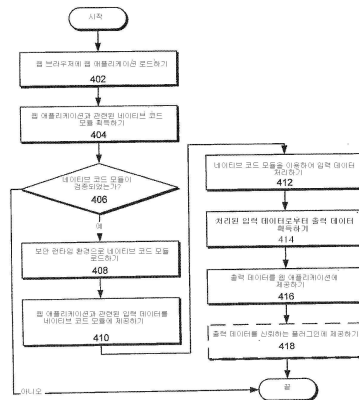 시작
웹 브라우저에 웹 애플리케이션 로드하기
402
웹 애플리케이션과 관련된 네이티브 코드
모듈 획득하기
404
네이티브 코드 모듈이
검증되었는가?
406
예
보안 런타임 환경으로 네이티브 코드 모듈
로드하기
408
웹 애플리케이션과 관련된 입력 데이터를
네이티브 코드 모듈에 제공하기
410
아니오
네이티브 코드 모듈을 이용하여 입력 데이터
처리하기
412
처리된 입력 데이터로부터 출력 데이터
획득하기
414
출력 데이터를 웹 애플리케이션에
제공하기
416
출력 데이터를 신뢰하는 플러그인에 제공하기
418
끝